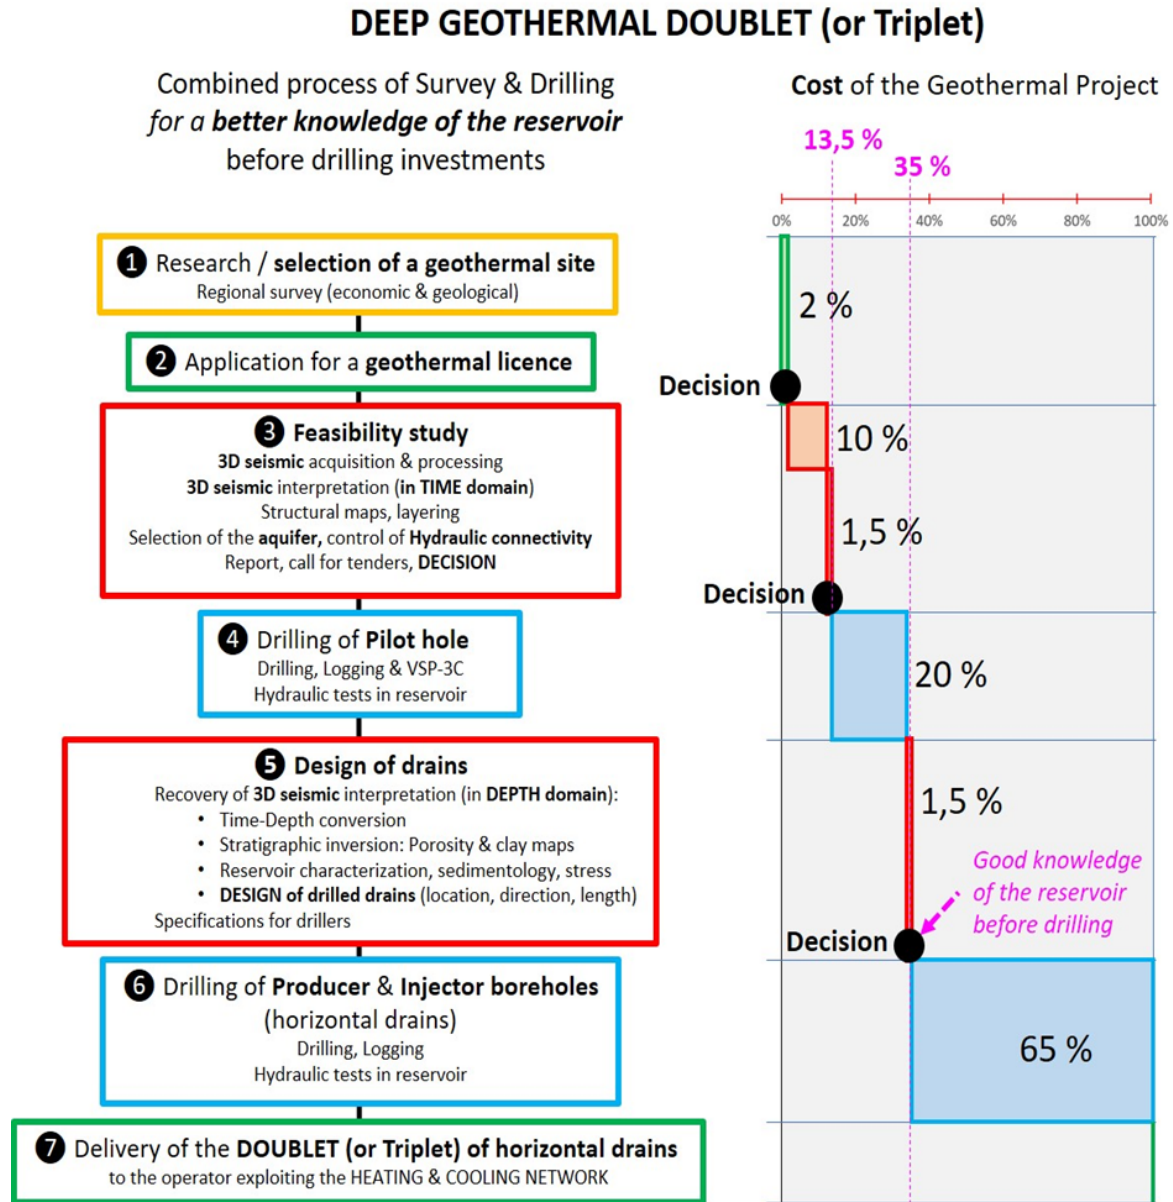 DEEP GEOTHERMAL DOUBLET (or Triplet)
Combined process of Survey & Drilling
for a better knowledge of the reservoir
before drilling investments
Cost of the Geothermal Project
13,5 %
35 %
0%
20%
40%
60%
80%
100%
1 Research / selection of a geothermal site
Regional survey (economic & geological)
2 %
2 Application for a geothermal licence
Decision
3 Feasibility study
3D seismic acquisition & processing
3D seismic interpretation (in TIME domain)
Structural maps, layering
Selection of the aquifer, control of Hydraulic connectivity
Report, call for tenders, DECISION
10 %
1,5 %
Decision
4 Drilling of Pilot hole
Drilling, Logging & VSP-3C
Hydraulic tests in reservoir
20 %
5 Design of drains
Recovery of 3D seismic interpretation (in DEPTH domain):
• Time-Depth conversion
• Stratigraphic inversion: Porosity & clay maps
• Reservoir characterization, sedimentology, stress
• DESIGN of drilled drains (location, direction, length)
Specifications for drillers
1,5 %
Good knowledge
of the reservoir
before drilling
Decision
6 Drilling of Producer & Injector boreholes
(horizontal drains)
Drilling, Logging
Hydraulic tests in reservoir
65 %
7 Delivery of the DOUBLET (or Triplet) of horizontal drains
to the operator exploiting the HEATING & COOLING NETWORK